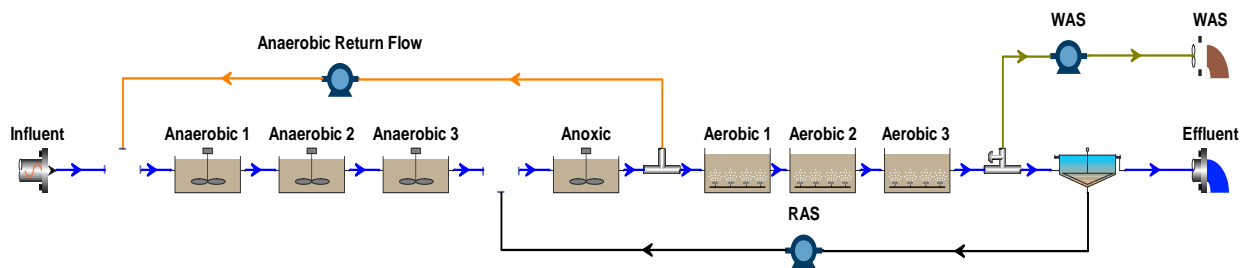 WAS
WAS
Anaerobic Return Flow
Influent
Anaerobic 1
Anaerobic 2
Anaerobic 3
Anoxic
Aerobic 1
Aerobic 2
Aerobic 3
Effluent
RAS